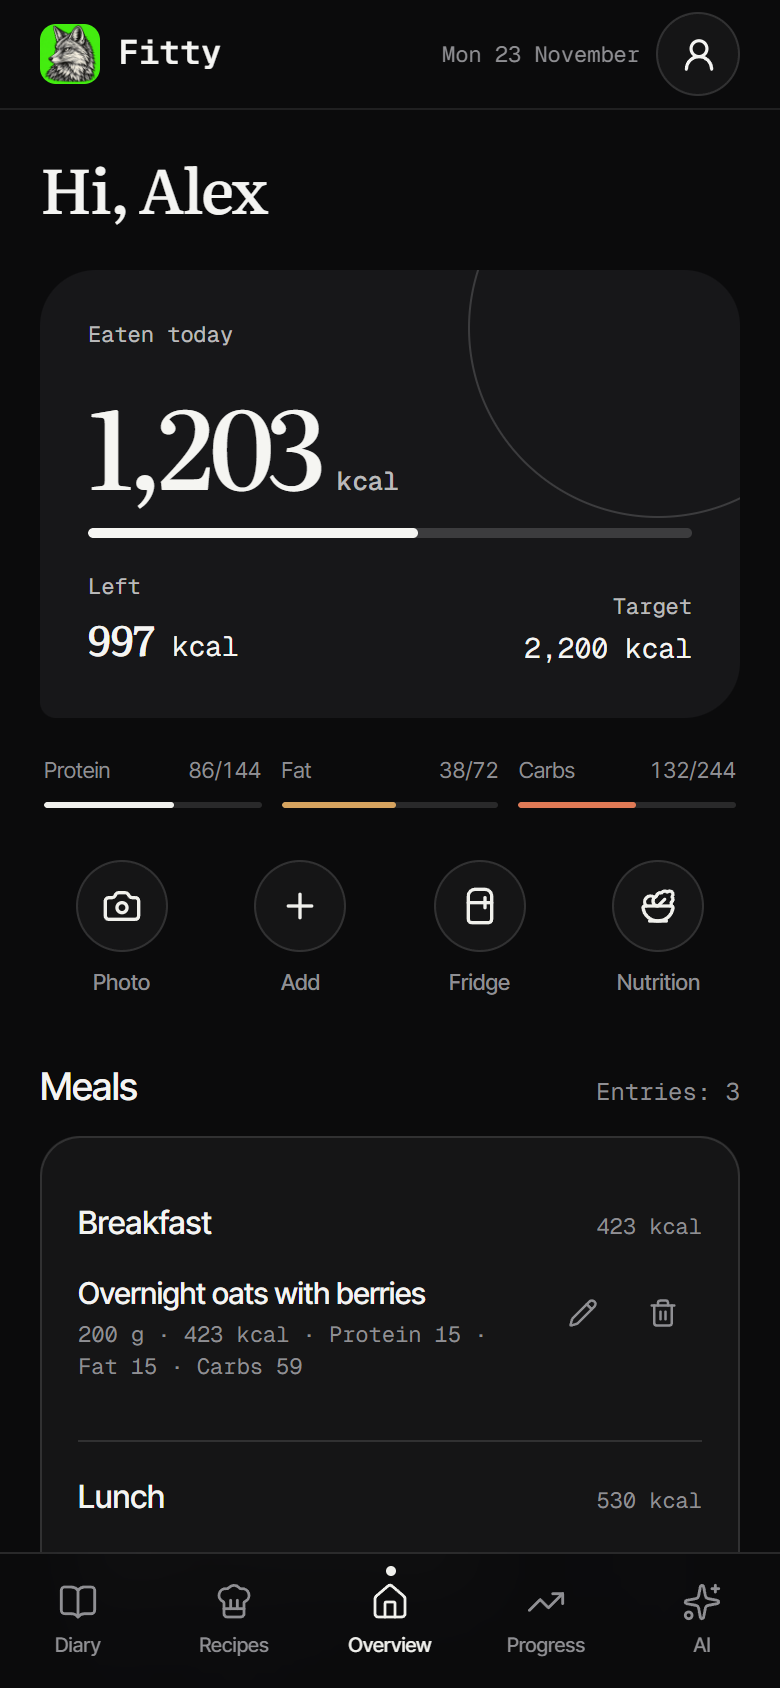 Fitty
Mon 23 November
Hi, Alex
Eaten today
1,203 kcal
Left
997 kcal
Target
2,200 kcal
Protein 86/144
Fat 38/72
Carbs 132/244
Photo
Add
Fridge
Nutrition
Meals
Entries: 3
Breakfast
423 kcal
Overnight oats with berries
200 g · 423 kcal · Protein 15 ·
Fat 15 · Carbs 59
Lunch
530 kcal
Diary
Recipes
Overview
Progress
AI